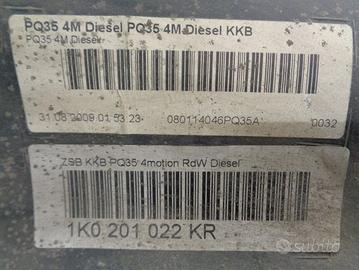 PQ35 4M Diesel PQ35 4M Diesel KKB
PQ35 4M Diesel
31 08 2009 01 53 23 080114046PQ35A 0032
ZSB KKB PQ35 4motion RdW Diesel
1K0 201 022 KR
subito